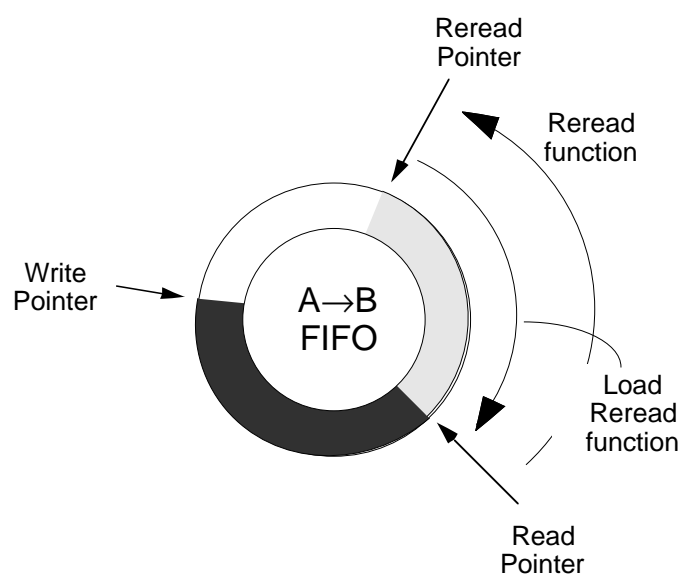 Reread
Pointer
Reread
function
Write
Pointer
A→B
FIFO
Load
Reread
function
Read
Pointer